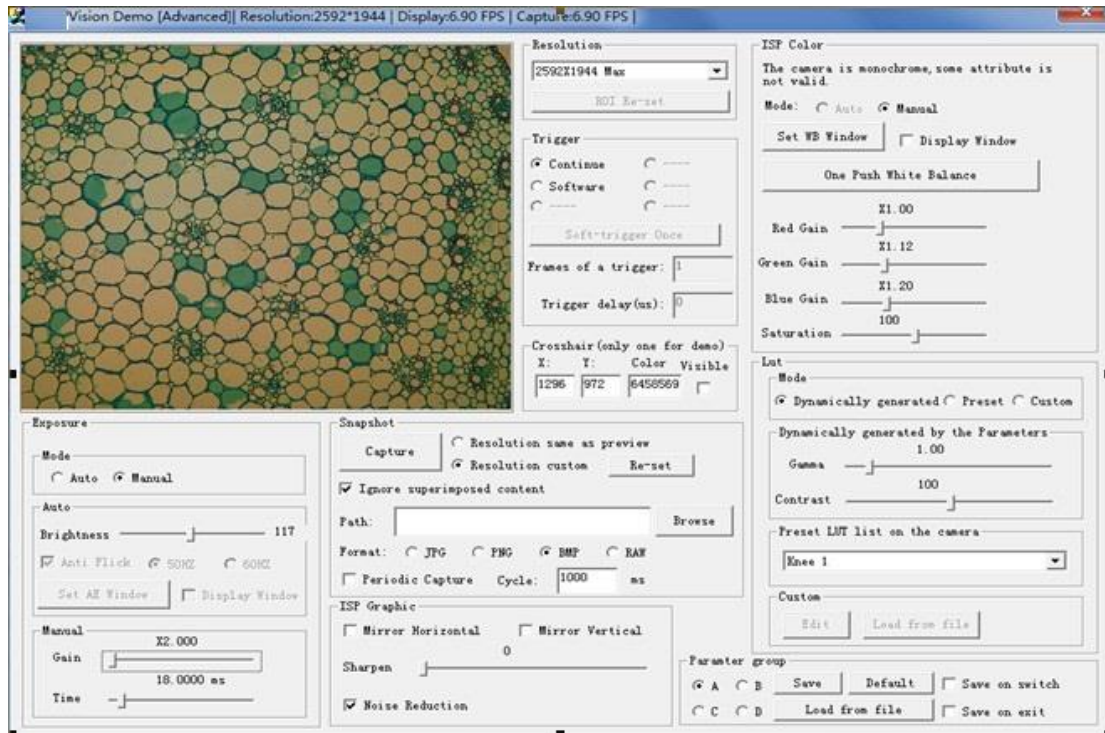 Vision Demo [Advanced]| Resolution:2592*1944 | Display:6.90 FPS | Capture:6.90 FPS |
Resolution
2592X1944 Max
ROI Re-set
Trigger
Continue ----
Software ----
---- ----
Soft-trigger Once
Frames of a trigger: 1
Trigger delay(us): 0
Crosshair(only one for demo)
X: Y: Color Visible
1296 972 6458569
ISP Color
The camera is monochrome,some attribute is
not valid.
Mode: Auto Manual
Set WB Window Display Window
One Push White Balance
X1.00
Red Gain
X1.12
Green Gain
X1.20
Blue Gain
100
Saturation
Lut
Mode
Dynamically generated Preset Custom
Dynamically generated by the Parameters
1.00
Gamma
100
Contrast
Preset LUT list on the camera
Knee 1
Custom
Edit Load from file
Exposure
Mode
Auto Manual
Auto
Brightness 117
Anti Flick 50HZ 60HZ
Set AE Window Display Window
Manual
X2.000
Gain
18.0000 ms
Time
Snapshot
Capture Resolution same as preview
Resolution custom Re-set
Ignore superimposed content
Path: Browse
Format: JPG PNG BMP RAW
Periodic Capture Cycle: 1000 ms
ISP Graphic
Mirror Horizontal Mirror Vertical
0
Sharpen
Noise Reduction
Paramter group
A B Save Default Save on switch
C D Load from file Save on exit